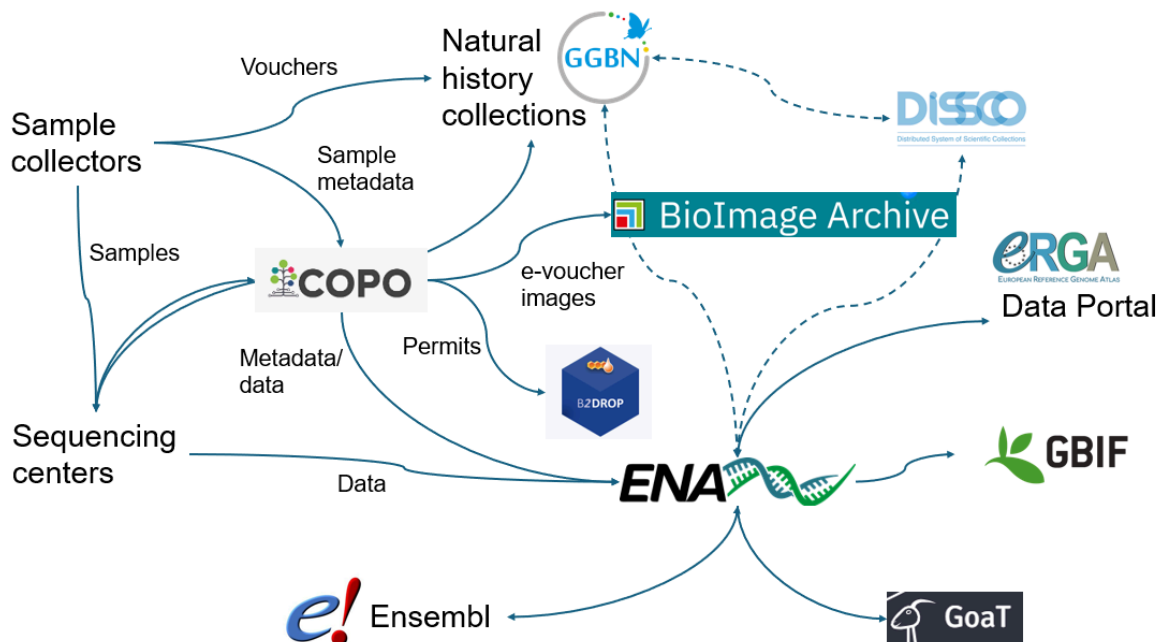 Natural
history
collections
GGBN
Vouchers
DiSSCo
Distributed System of Scientific Collections
Sample
collectors
Sample
metadata
BioImage Archive
Samples
COPO
e-voucher
images
eRGA
EUROPEAN REFERENCE GENOME ATLAS
Data Portal
Metadata/
data
Permits
B2DROP
Sequencing
centers
Data
ENA
GBIF
e! Ensembl
GoaT